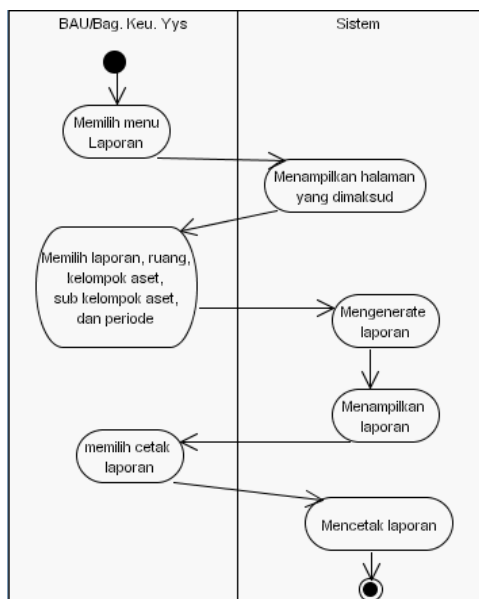 BAU/Bag. Keu. Yys
Sistem
Memilih menu
Laporan
Menampilkan halaman
yang dimaksud
Memilih laporan, ruang,
kelompok aset,
sub kelompok aset,
dan periode
Mengenerate
laporan
Menampilkan
laporan
memilih cetak
laporan
Mencetak laporan